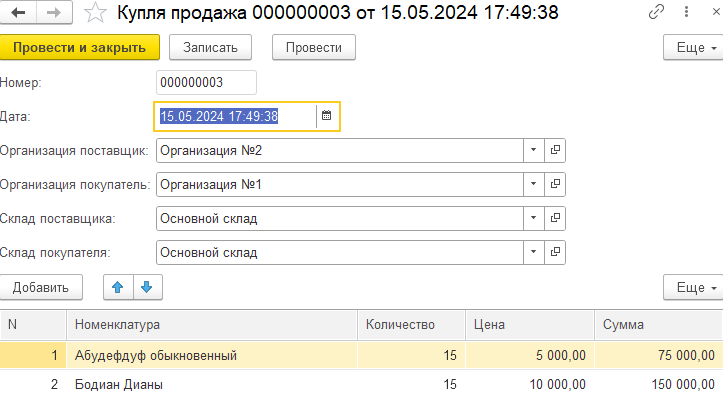 Купля продажа 000000003 от 15.05.2024 17:49:38
Провести и закрыть Записать Провести Еще
Номер: 000000003
Дата: 15.05.2024 17:49:38
Организация поставщик: Организация №2
Организация покупатель: Организация №1
Склад поставщика: Основной склад
Склад покупателя: Основной склад
Добавить Еще
N Номенклатура Количество Цена Сумма
1 Абудефдуф обыкновенный 15 5 000,00 75 000,00
2 Бодиан Дианы 15 10 000,00 150 000,00